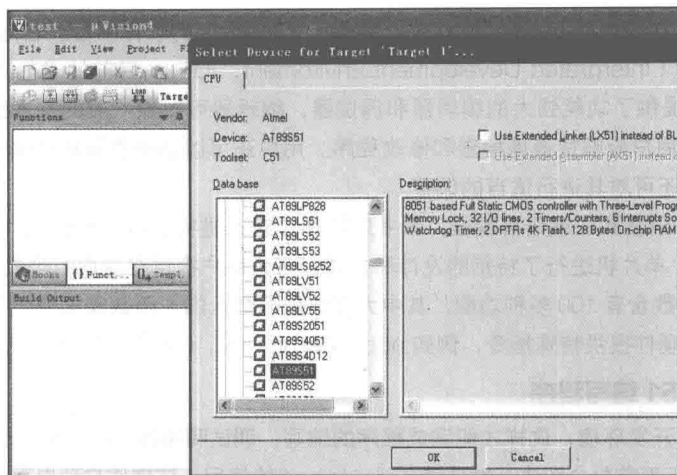 test - µVision4
File Edit View Project
Select Device for Target 'Target 1'...
CPU
LOAD
Targe
Functions
Vendor: Atmel
Device: AT89S51
Toolset: C51
Use Extended Linker (LX51) instead of BL
Use Extended Assembler (AX51) instead o
Data base
Description:
AT89LP828
AT89LS51
AT89LS52
AT89LS53
AT89LS8252
AT89LV51
AT89LV52
AT89LV55
AT89S2051
AT89S4051
AT89S4D12
AT89S51
AT89S52
8051 based Full Static CMOS controller with Three-Level Progr
Memory Lock, 32 I/O lines, 2 Timers/Counters, 6 Interrupts So
Watchdog Timer, 2 DPTRs 4K Flash, 128 Bytes On-chip RAM
Books {} Funct... Templ.
Build Output
OK Cancel